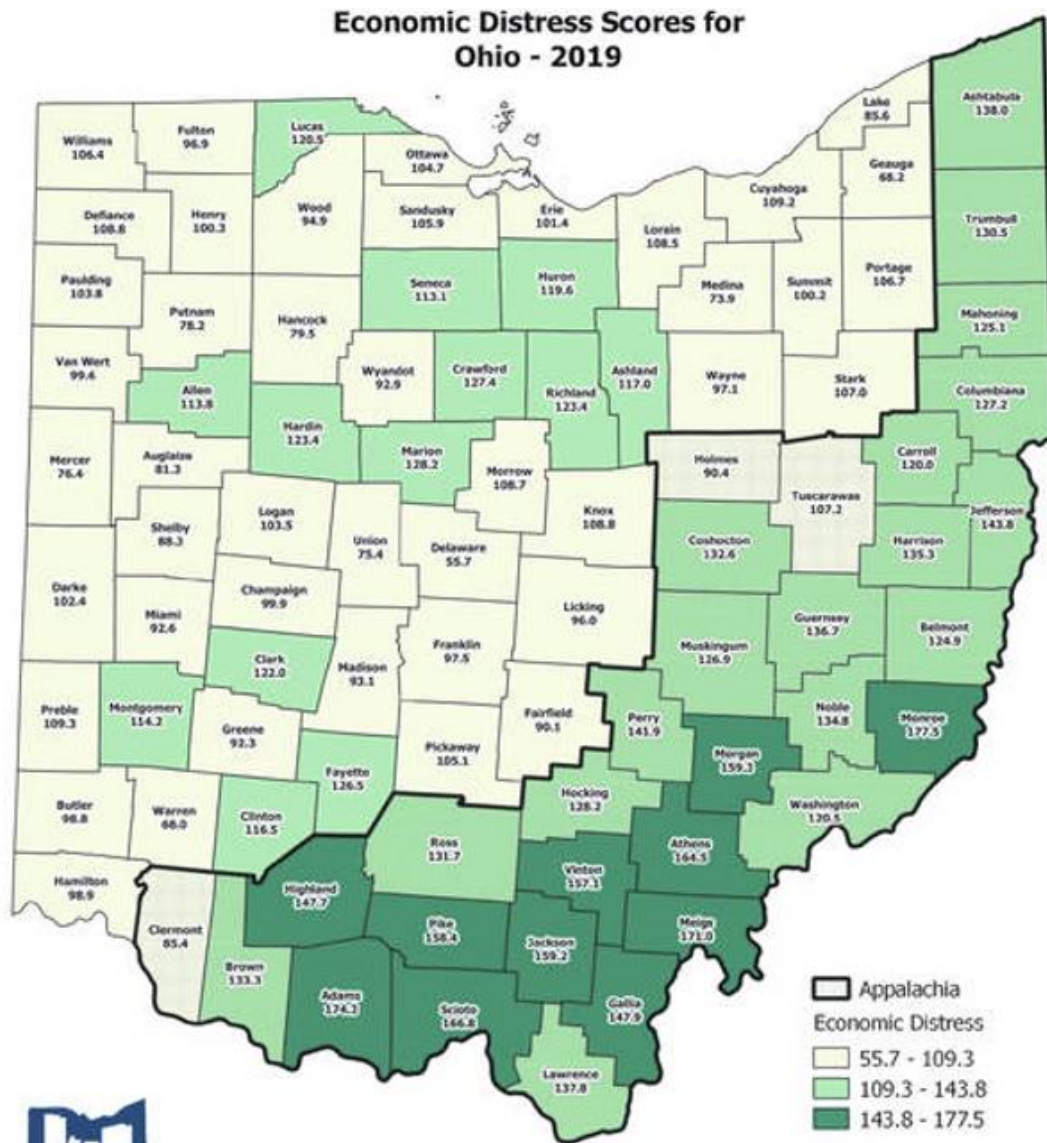 Economic Distress Scores for
Ohio - 2019
Williams
106.4
Fulton
96.9
Lucas
120.5
Ottawa
104.7
Lake
85.6
Ashtabula
138.0
Geauga
68.2
Cuyahoga
109.2
Defiance
108.8
Henry
100.3
Wood
94.9
Sandusky
105.9
Erie
101.4
Lorain
108.5
Trumbull
130.5
Paulding
103.8
Putnam
78.2
Hancock
79.5
Seneca
113.1
Huron
119.6
Medina
73.9
Summit
100.2
Portage
106.7
Mahoning
125.1
Van Wert
99.6
Allen
113.8
Wyandot
92.9
Crawford
127.4
Richland
123.4
Ashland
117.0
Wayne
97.1
Stark
107.0
Columbiana
127.2
Hardin
123.4
Mercer
76.4
Auglaize
81.3
Marion
128.2
Morrow
108.7
Holmes
90.4
Carroll
120.0
Tuscarawas
107.2
Jefferson
143.8
Shelby
88.3
Logan
103.5
Union
75.4
Delaware
55.7
Knox
108.8
Coshocton
132.6
Harrison
135.3
Darke
102.4
Champaign
99.9
Miami
92.6
Licking
96.0
Guernsey
136.7
Belmont
124.9
Clark
122.0
Madison
93.1
Franklin
97.5
Muskingum
126.9
Preble
109.3
Montgomery
114.2
Greene
92.3
Fairfield
90.1
Perry
141.9
Noble
134.8
Monroe
177.5
Pickaway
105.1
Morgan
159.3
Fayette
126.5
Hocking
128.2
Washington
120.5
Butler
98.8
Warren
68.0
Clinton
116.5
Ross
131.7
Athens
164.5
Vinton
157.1
Hamilton
98.9
Highland
147.7
Clermont
85.4
Pike
158.4
Jackson
159.2
Meigs
171.0
Brown
133.3
Adams
174.3
Scioto
166.8
Gallia
147.9
Lawrence
137.8
Appalachia
Economic Distress
55.7 - 109.3
109.3 - 143.8
143.8 - 177.5